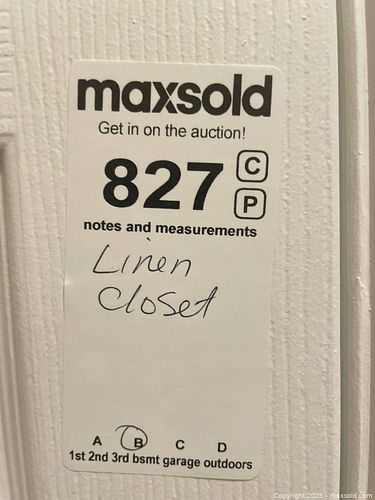 maxsold
Get in on the auction!
827 C
P
notes and measurements
Linen
Closet
A B C D
1st 2nd 3rd bsmt garage outdoors
Copyright©2025 - maxsold.com